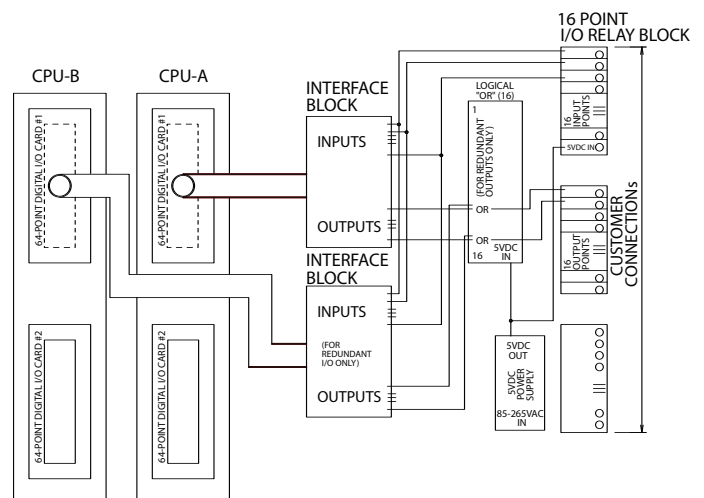 16 POINT
I/O RELAY BLOCK
CPU-B
CPU-A
64-POINT DIGITAL I/O CARD #1
64-POINT DIGITAL I/O CARD #1
64-POINT DIGITAL I/O CARD #2
64-POINT DIGITAL I/O CARD #2
INTERFACE
BLOCK
INPUTS
OUTPUTS
INTERFACE
BLOCK
INPUTS
(FOR
REDUNDANT
I/O ONLY)
OUTPUTS
LOGICAL
"OR" (16)
1
(FOR REDUNDANT
OUTPUTS ONLY)
OR
OR
5VDC
IN
16
5VDC
OUT
5VDC
POWER
SUPPLY
85-265VAC
IN
16
INPUT
POINTS
5VDC IN
16
OUTPUT
POINTS
CUSTOMER
CONNECTIONs